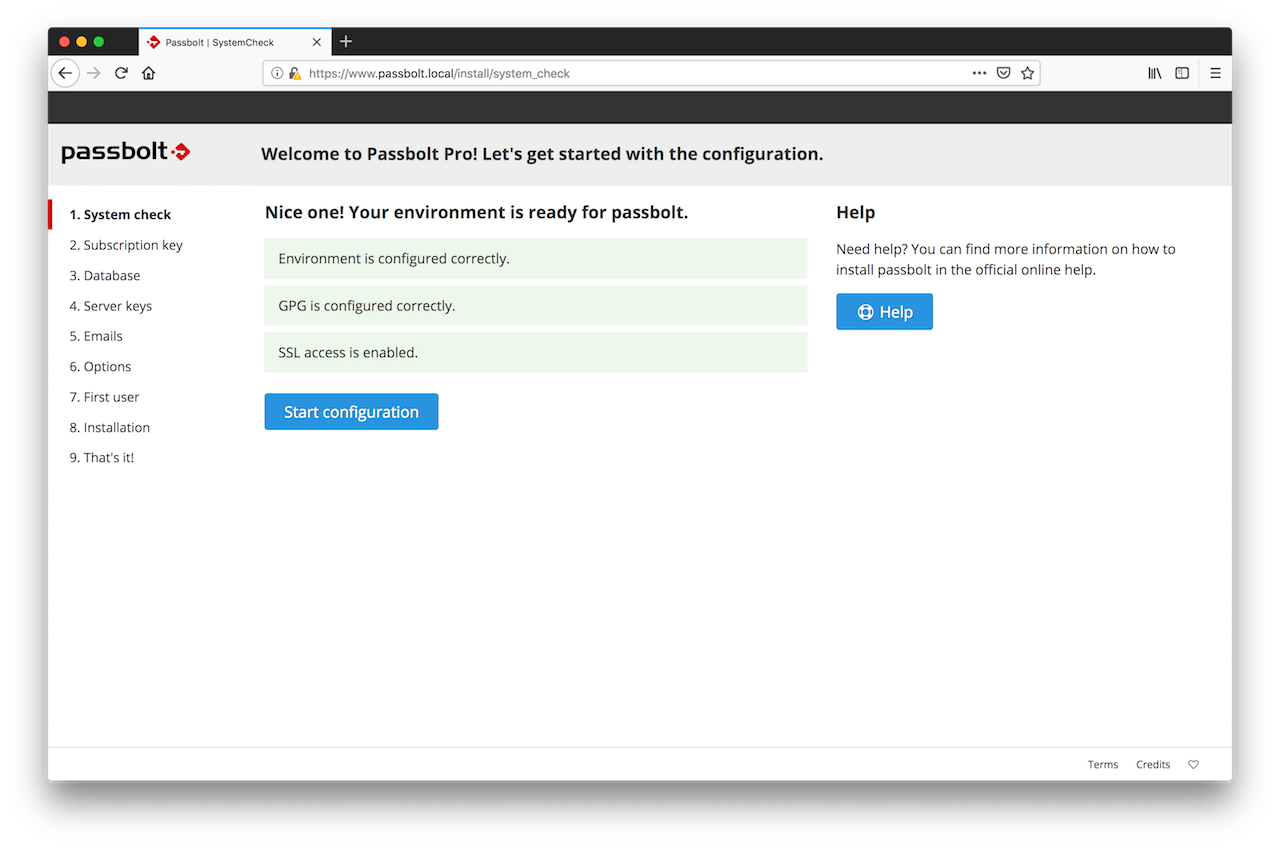 Passbolt | SystemCheck
https://www.passbolt.local/install/system_check
passbolt
Welcome to Passbolt Pro! Let's get started with the configuration.
1. System check
2. Subscription key
3. Database
4. Server keys
5. Emails
6. Options
7. First user
8. Installation
9. That's it!
Nice one! Your environment is ready for passbolt.
Environment is configured correctly.
GPG is configured correctly.
SSL access is enabled.
Start configuration
Help
Need help? You can find more information on how to
install passbolt in the official online help.
Help
Terms
Credits